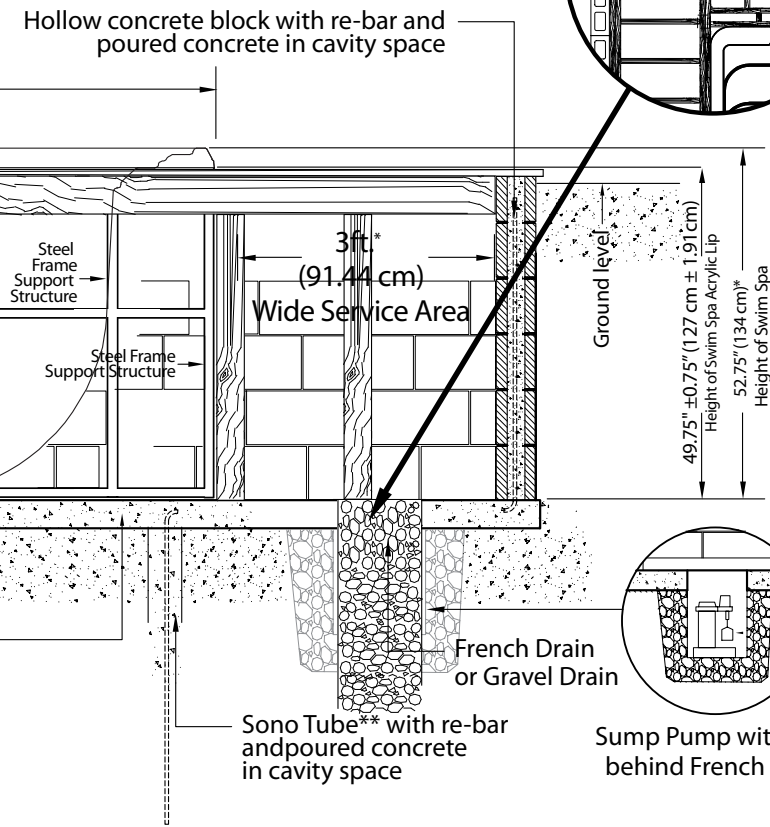 Hollow concrete block with re-bar and
poured concrete in cavity space
Steel
Frame
Support
Structure
3ft.*
(91.44 cm)
Wide Service Area
Steel Frame
Support Structure
Ground level
49.75" ±0.75" (127 cm ± 1.91cm)
Height of Swim Spa Acrylic Lip
52.75" (134 cm)*
Height of Swim Spa
French Drain
or Gravel Drain
Sono Tube** with re-bar
andpoured concrete
in cavity space
Sump Pump wit
behind French